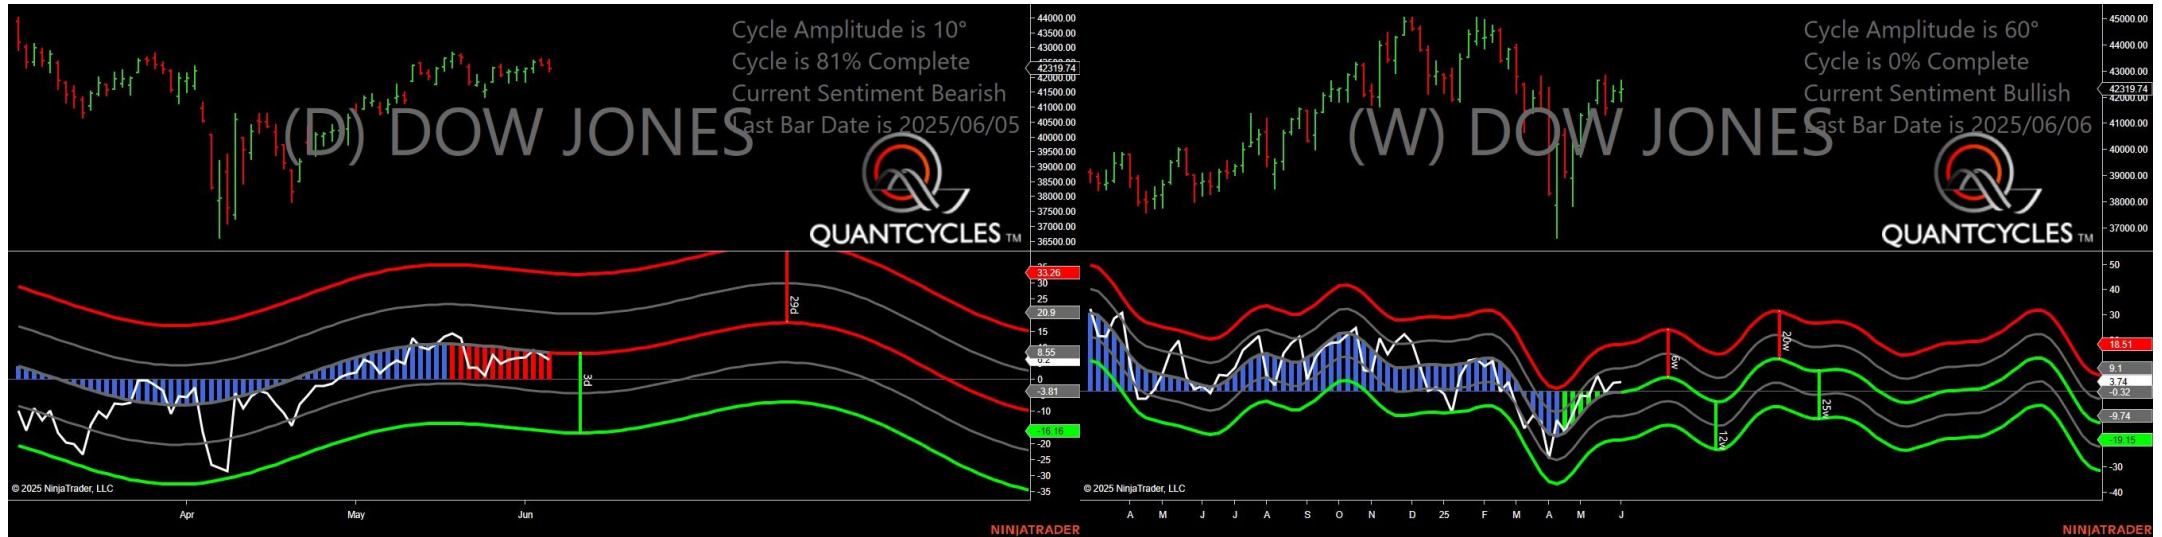 Cycle Amplitude is 10°
Cycle is 81% Complete
Current Sentiment Bearish
Last Bar Date is 2025/06/05
(D) DOW JONES
QUANTCYCLES TM
44000.00
43500.00
43000.00
42319.74
42000.00
41500.00
41000.00
40500.00
40000.00
39500.00
39000.00
38500.00
38000.00
37500.00
37000.00
36500.00
33.26
30
25
20.9
15
8.55
0
-3.81
-10
-16.16
-20
-25
-30
-35
29d
3d
© 2025 NinjaTrader, LLC
Apr May Jun
NINJATRADER
Cycle Amplitude is 60°
Cycle is 0% Complete
Current Sentiment Bullish
Last Bar Date is 2025/06/06
(W) DOW JONES
QUANTCYCLES TM
45000.00
44000.00
43000.00
42319.74
42000.00
41000.00
40000.00
39000.00
38000.00
37000.00
50
40
30
18.51
9.1
3.74
-0.32
-9.74
-19.15
-30
-40
6w
20w
12w
25w
© 2025 NinjaTrader, LLC
A M J J A S O N D 25 F M A M J
NINJATRADER